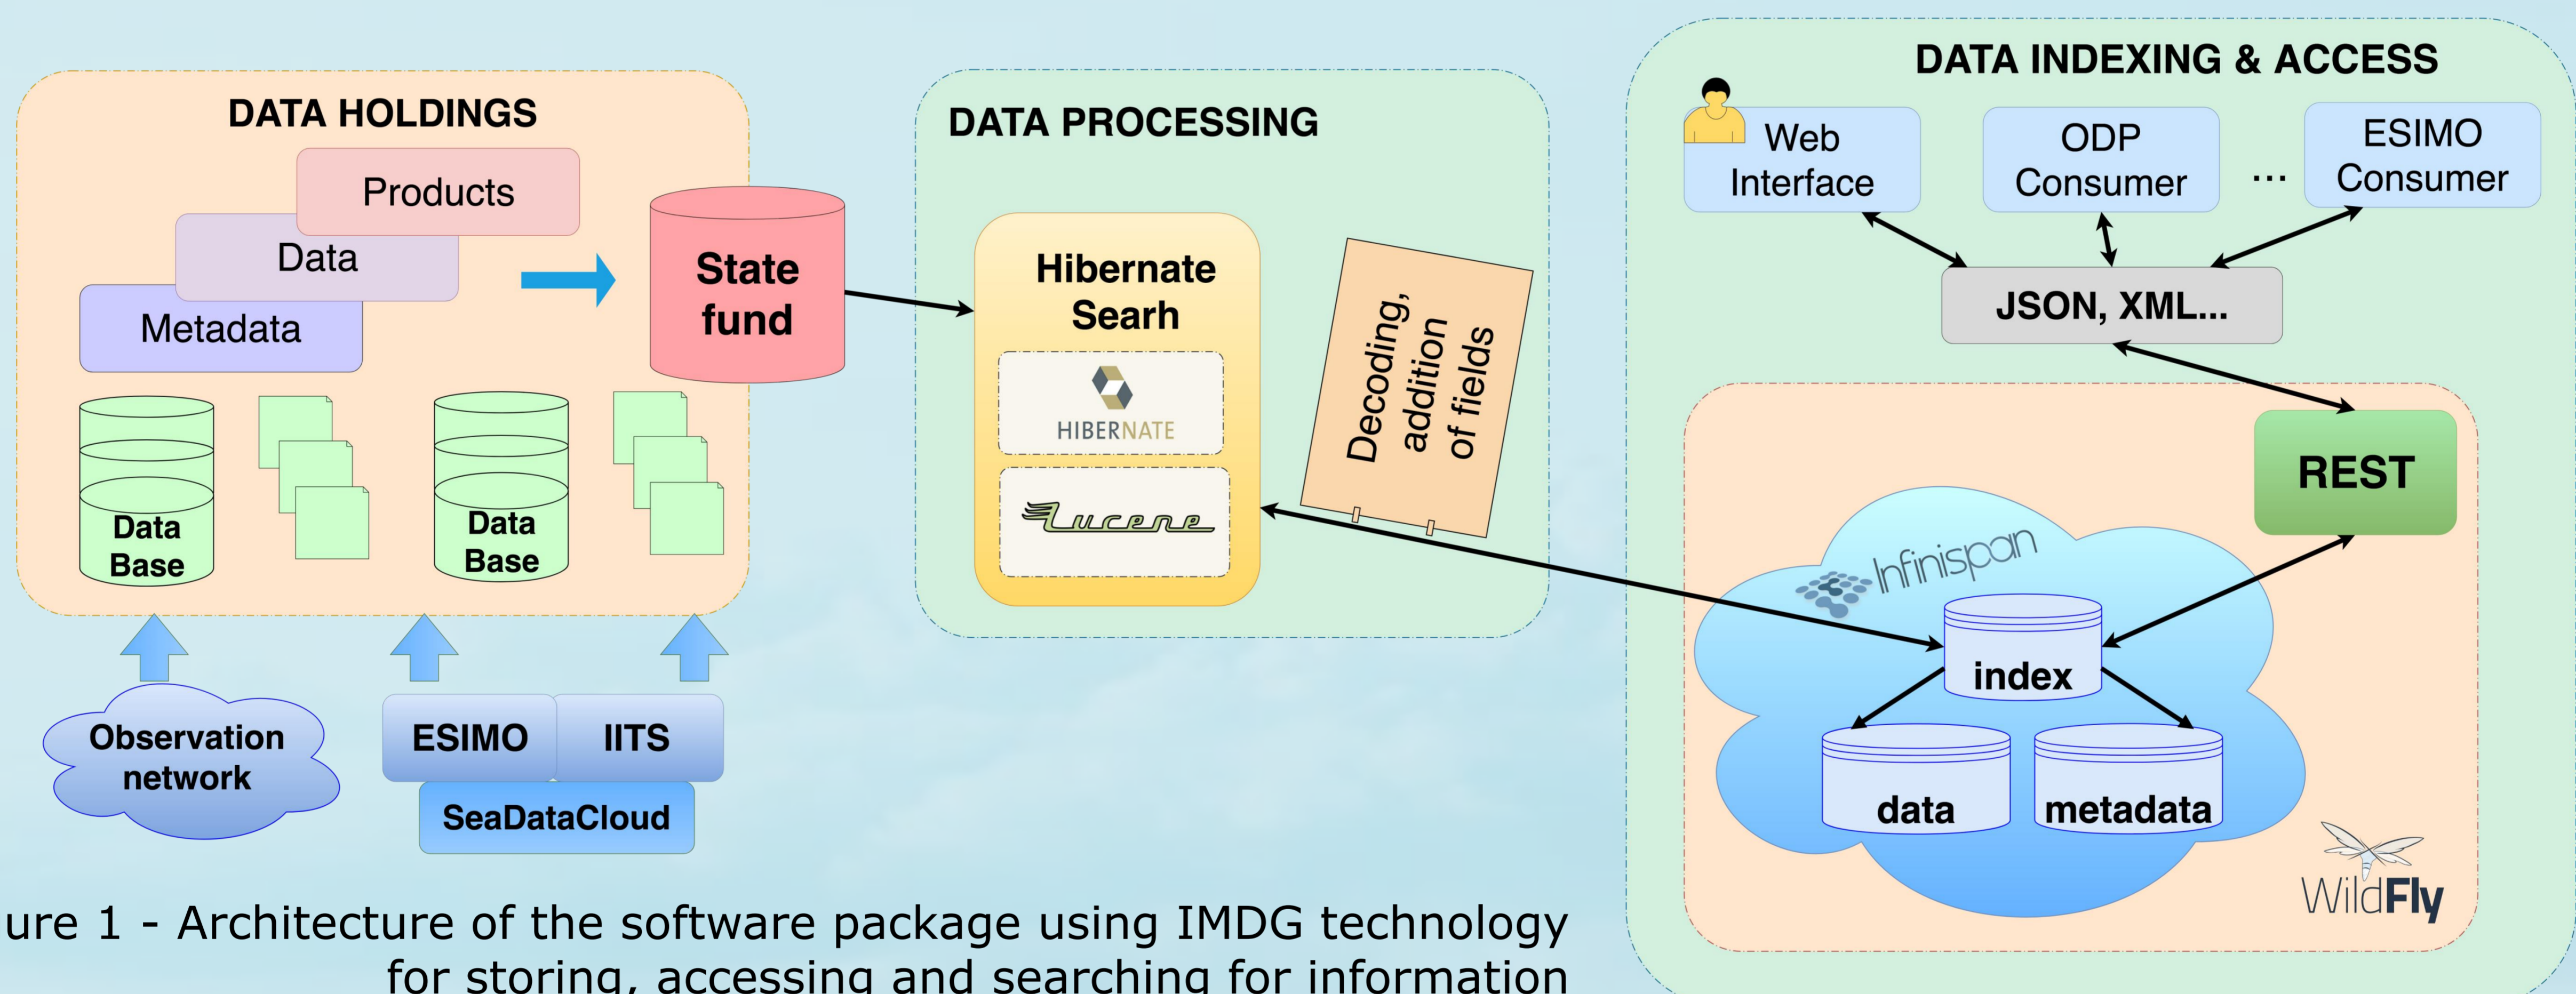 DATA HOLDINGS
Products
Data
Metadata
State
fund
Data
Base
Data
Base
Observation
network
ESIMO
IITS
SeaDataCloud
DATA PROCESSING
Hibernate
Searh
HIBERNATE
Lucene
Decoding,
addition
of fields
DATA INDEXING & ACCESS
Web
Interface
ODP
Consumer
...
ESIMO
Consumer
JSON, XML...
REST
Infinispan
index
data
metadata
WildFly
ure 1 - Architecture of the software package using IMDG technology
for storing, accessing and searching for information